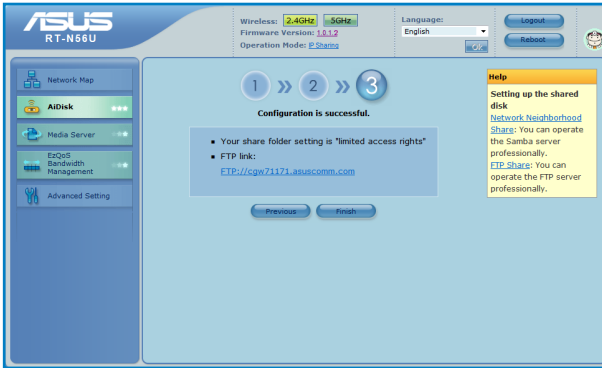 ASUS
RT-N56U
Wireless: 2.4GHz 5GHz
Firmware Version: 1.0.1.2
Operation Mode: IP Sharing
Language:
English
OK
Logout
Reboot
Network Map
AiDisk
Media Server
EzQoS
Bandwidth
Management
Advanced Setting
1 » 2 » 3
Configuration is successful.
Your share folder setting is "limited access rights"
FTP link:
FTP://cgw71171.asuscomm.com
Previous
Finish
Help
Setting up the shared
disk
Network Neighborhood
Share: You can operate
the Samba server
professionally.
FTP Share: You can
operate the FTP server
professionally.